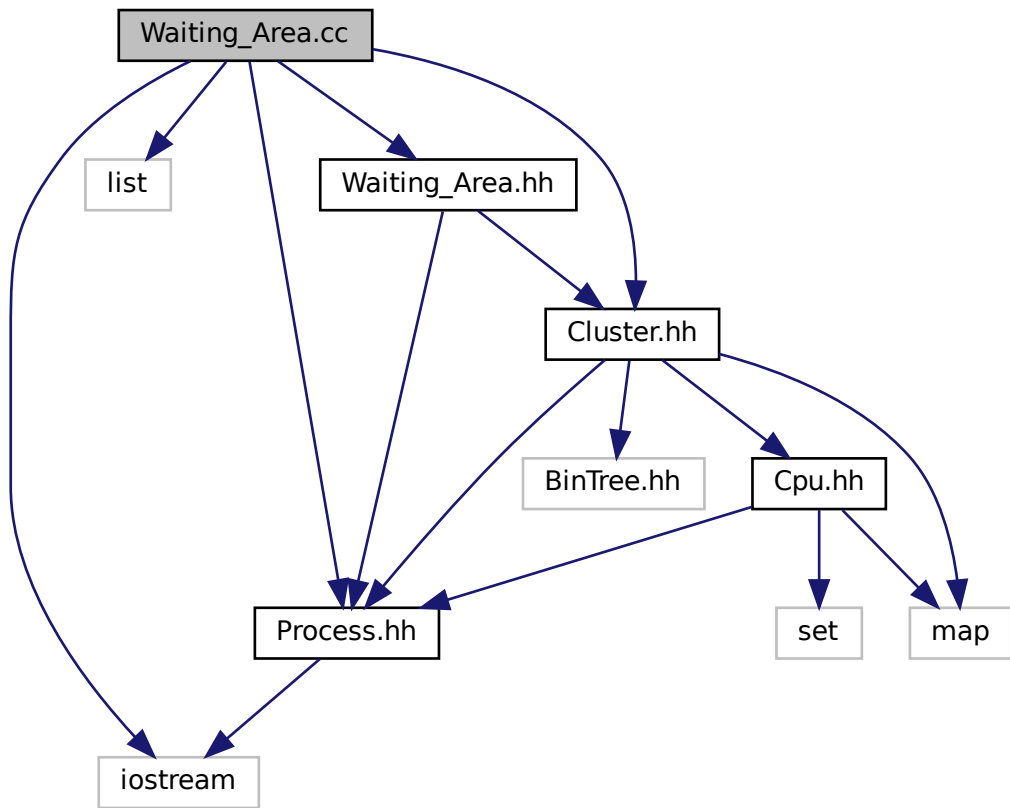 Waiting_Area.cc
list
Waiting_Area.hh
Cluster.hh
BinTree.hh
Cpu.hh
Process.hh
set
map
iostream